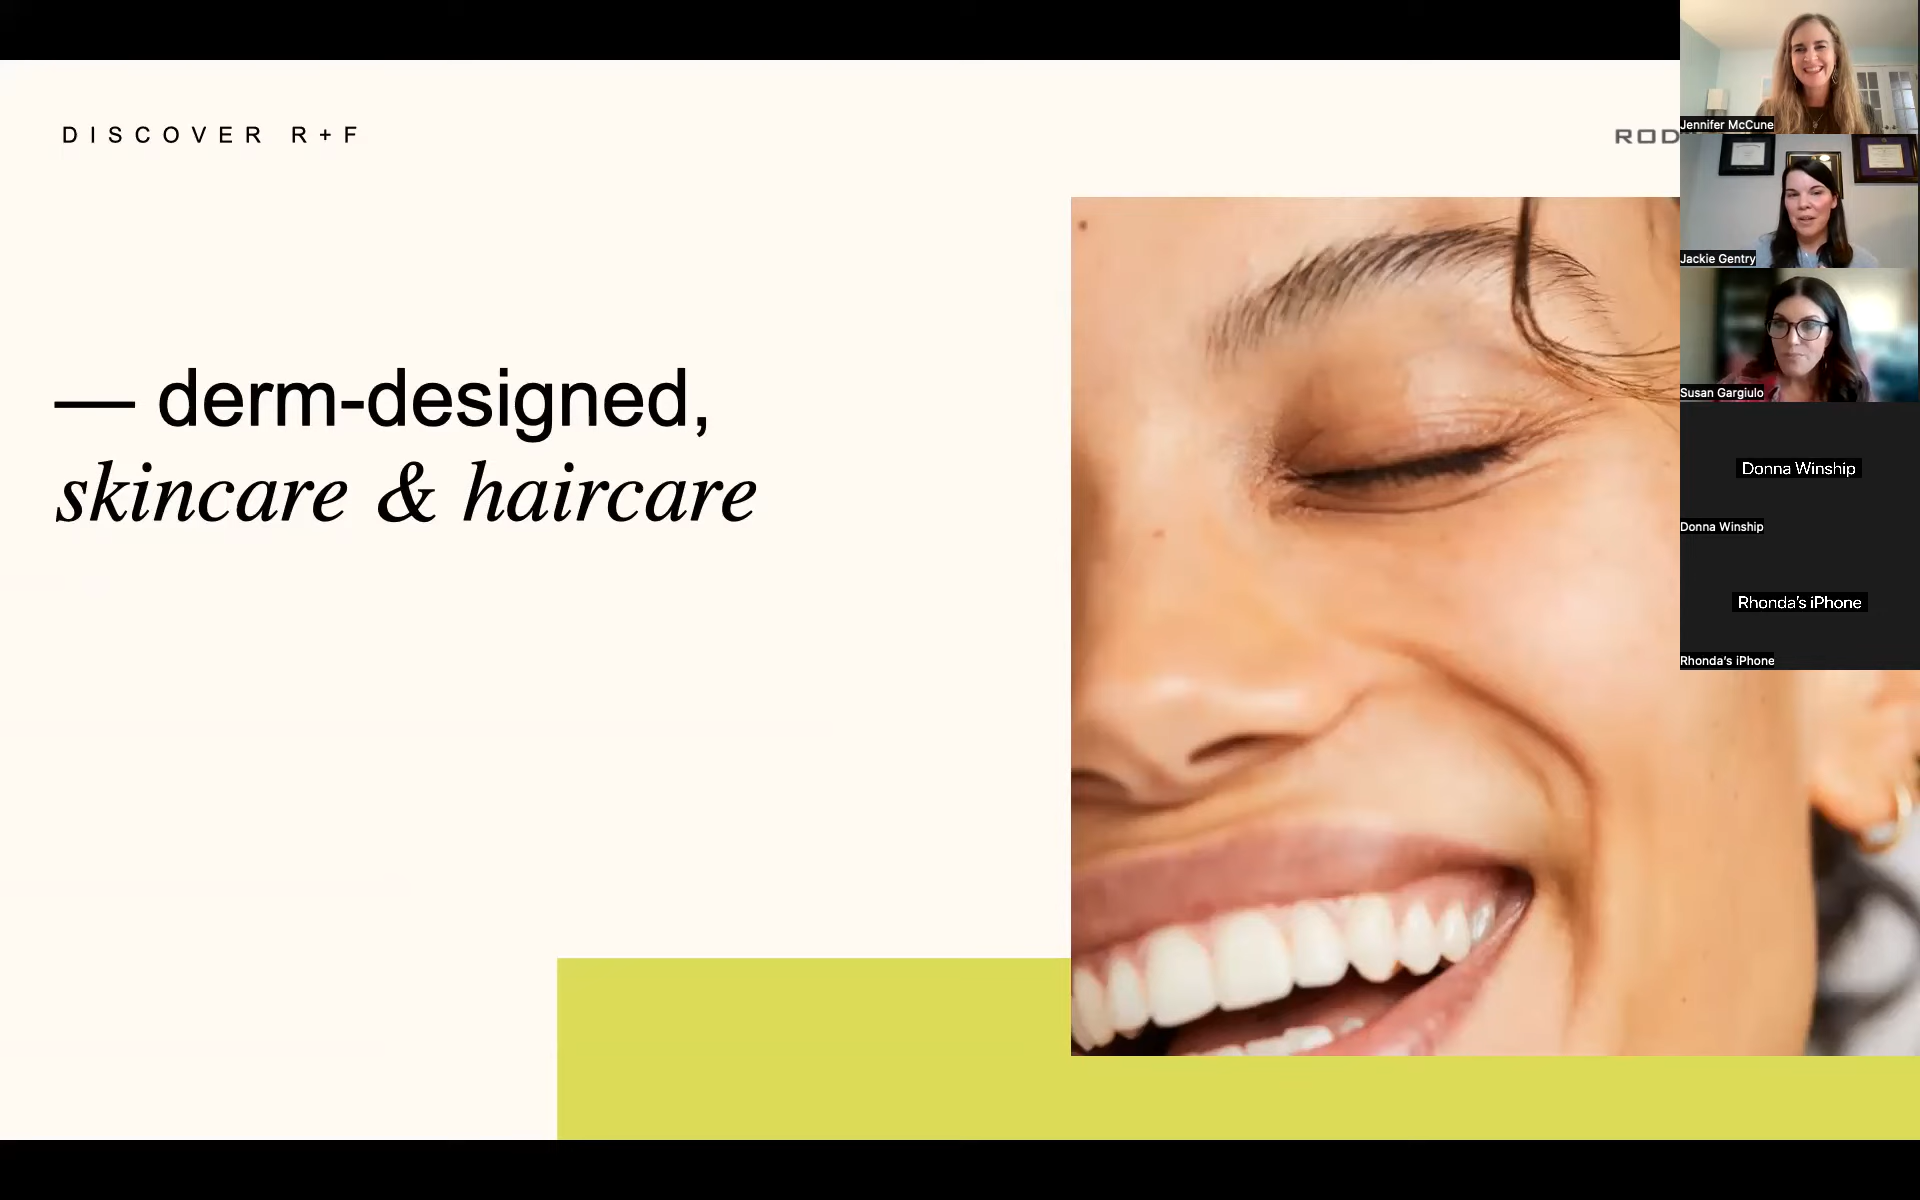 DISCOVER R+F
ROD
— derm-designed,
skincare & haircare
Jennifer McCune
Jackie Gentry
Susan Gargiulo
Donna Winship
Donna Winship
Rhonda's iPhone
Rhonda's iPhone